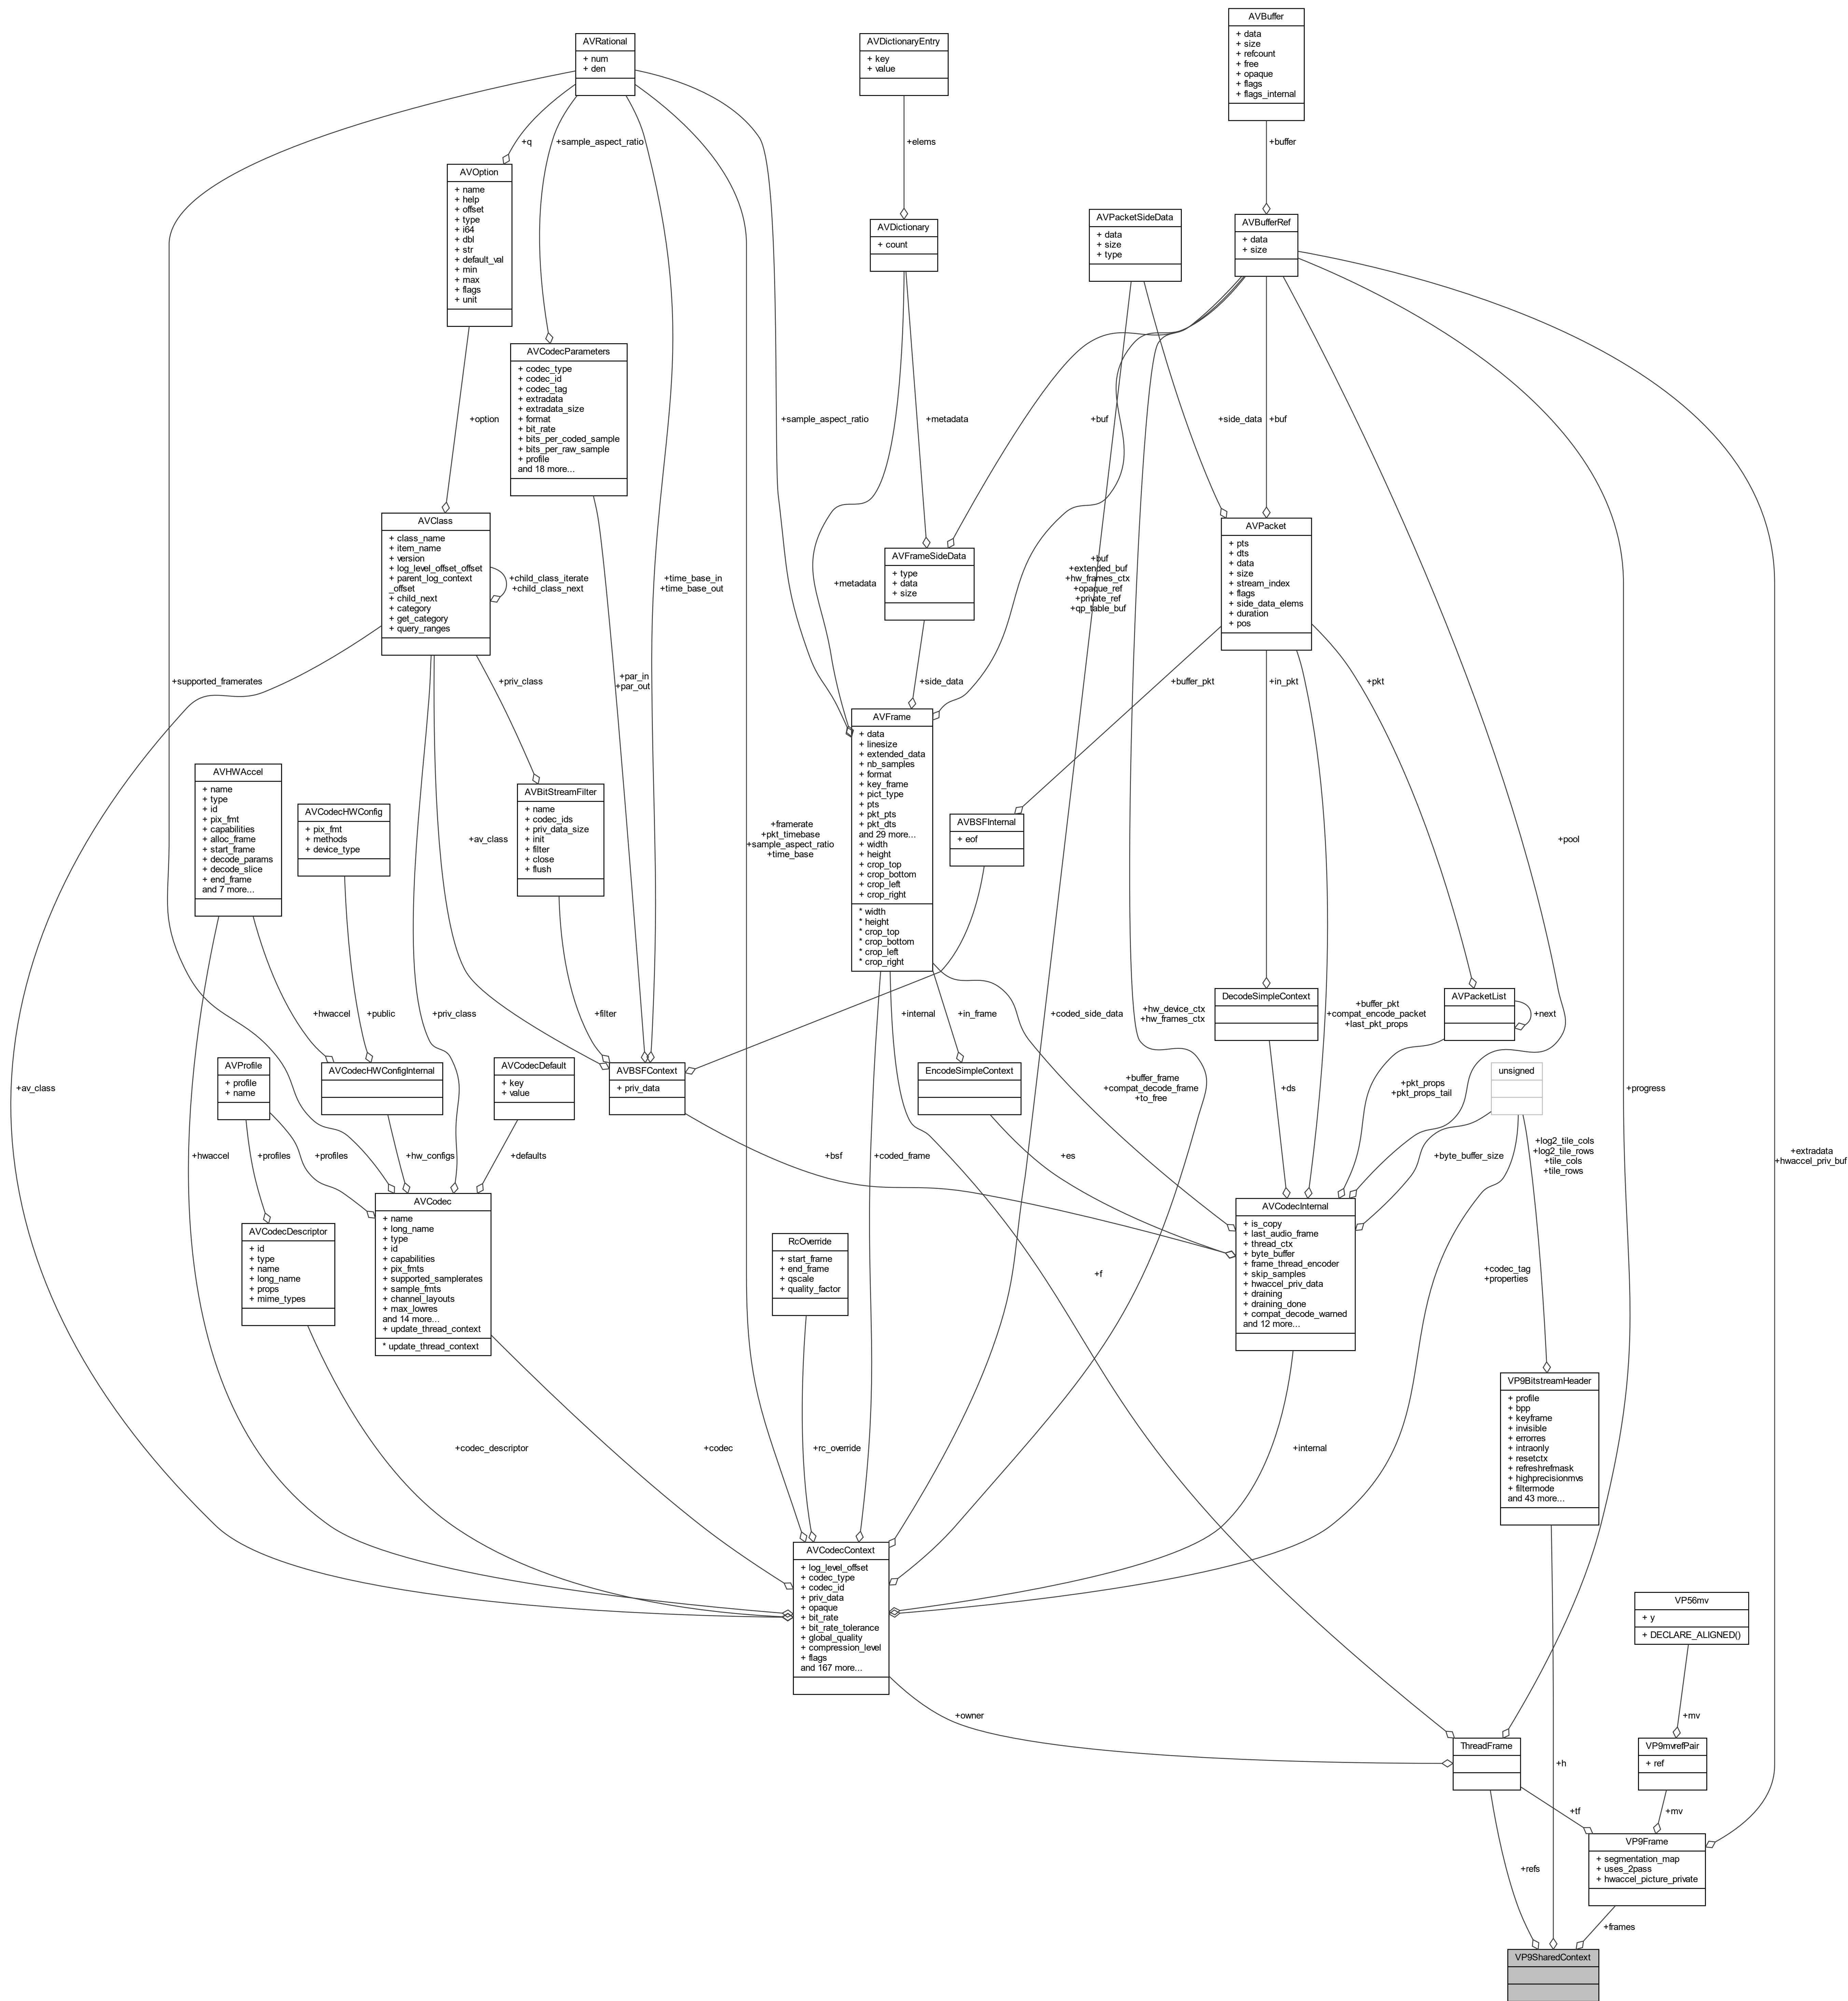 AVBuffer
+ data
+ size
+ refcount
+ free
+ opaque
+ flags
+ flags_internal
AVRational
+ num
+ den
AVDictionaryEntry
+ key
+ value
+q
+sample_aspect_ratio
+elems
+buffer
AVOption
+ name
+ help
+ offset
+ type
+ i64
+ dbl
+ str
+ default_val
+ min
+ max
+ flags
+ unit
AVDictionary
+ count
AVPacketSideData
+ data
+ size
+ type
AVBufferRef
+ data
+ size
AVCodecParameters
+ codec_type
+ codec_id
+ codec_tag
+ extradata
+ extradata_size
+ format
+ bit_rate
+ bits_per_coded_sample
+ bits_per_raw_sample
+ profile
and 18 more...
+option
+sample_aspect_ratio
+metadata
+buf
+side_data
+buf
AVClass
+ class_name
+ item_name
+ version
+ log_level_offset_offset
+ parent_log_context
_offset
+ child_next
+ category
+ get_category
+ query_ranges
+child_class_iterate
+child_class_next
+time_base_in
+time_base_out
+metadata
AVFrameSideData
+ type
+ data
+ size
+buf
+extended_buf
+hw_frames_ctx
+opaque_ref
+private_ref
+qp_table_buf
AVPacket
+ pts
+ dts
+ data
+ size
+ stream_index
+ flags
+ side_data_elems
+ duration
+ pos
+supported_framerates
+priv_class
+par_in
+par_out
+side_data
+buffer_pkt
+in_pkt
+pkt
AVHWAccel
+ name
+ type
+ id
+ pix_fmt
+ capabilities
+ alloc_frame
+ start_frame
+ decode_params
+ decode_slice
+ end_frame
and 7 more...
AVCodecHWConfig
+ pix_fmt
+ methods
+ device_type
+av_class
AVBitStreamFilter
+ name
+ codec_ids
+ priv_data_size
+ init
+ filter
+ close
+ flush
+framerate
+pkt_timebase
+sample_aspect_ratio
+time_base
AVFrame
+ data
+ linesize
+ extended_data
+ nb_samples
+ format
+ key_frame
+ pict_type
+ pts
+ pkt_pts
+ pkt_dts
and 29 more...
+ width
+ height
+ crop_top
+ crop_bottom
+ crop_left
+ crop_right
* width
* height
* crop_top
* crop_bottom
* crop_left
* crop_right
AVBSFInternal
+ eof
+pool
+hwaccel
+public
+priv_class
+filter
+internal
+in_frame
+coded_side_data
+hw_device_ctx
+hw_frames_ctx
DecodeSimpleContext
+buffer_pkt
+compat_encode_packet
+last_pkt_props
AVPacketList
+next
+av_class
AVProfile
+ profile
+ name
AVCodecHWConfigInternal
AVCodecDefault
+ key
+ value
AVBSFContext
+ priv_data
EncodeSimpleContext
+buffer_frame
+compat_decode_frame
+to_free
+ds
+pkt_props
+pkt_props_tail
unsigned
+progress
+hwaccel
+profiles
+profiles
+hw_configs
+defaults
+bsf
+coded_frame
+es
+byte_buffer_size
+log2_tile_cols
+log2_tile_rows
+tile_cols
+tile_rows
+extradata
+hwaccel_priv_buf
AVCodecDescriptor
+ id
+ type
+ name
+ long_name
+ props
+ mime_types
AVCodec
+ name
+ long_name
+ type
+ id
+ capabilities
+ pix_fmts
+ supported_samplerates
+ sample_fmts
+ channel_layouts
+ max_lowres
and 14 more...
+ update_thread_context
* update_thread_context
RcOverride
+ start_frame
+ end_frame
+ qscale
+ quality_factor
+f
AVCodecInternal
+ is_copy
+ last_audio_frame
+ thread_ctx
+ byte_buffer
+ frame_thread_encoder
+ skip_samples
+ hwaccel_priv_data
+ draining
+ draining_done
+ compat_decode_warned
and 12 more...
+codec_tag
+properties
VP9BitstreamHeader
+ profile
+ bpp
+ keyframe
+ invisible
+ errorres
+ intraonly
+ resetctx
+ refreshrefmask
+ highprecisionmvs
+ filtermode
and 43 more...
+codec_descriptor
+codec
+rc_override
+internal
AVCodecContext
+ log_level_offset
+ codec_type
+ codec_id
+ priv_data
+ opaque
+ bit_rate
+ bit_rate_tolerance
+ global_quality
+ compression_level
+ flags
and 167 more...
VP56mv
+ y
+ DECLARE_ALIGNED()
+owner
+mv
ThreadFrame
+h
VP9mvrefPair
+ ref
+tf
+mv
VP9Frame
+ segmentation_map
+ uses_2pass
+ hwaccel_picture_private
+refs
+frames
VP9SharedContext